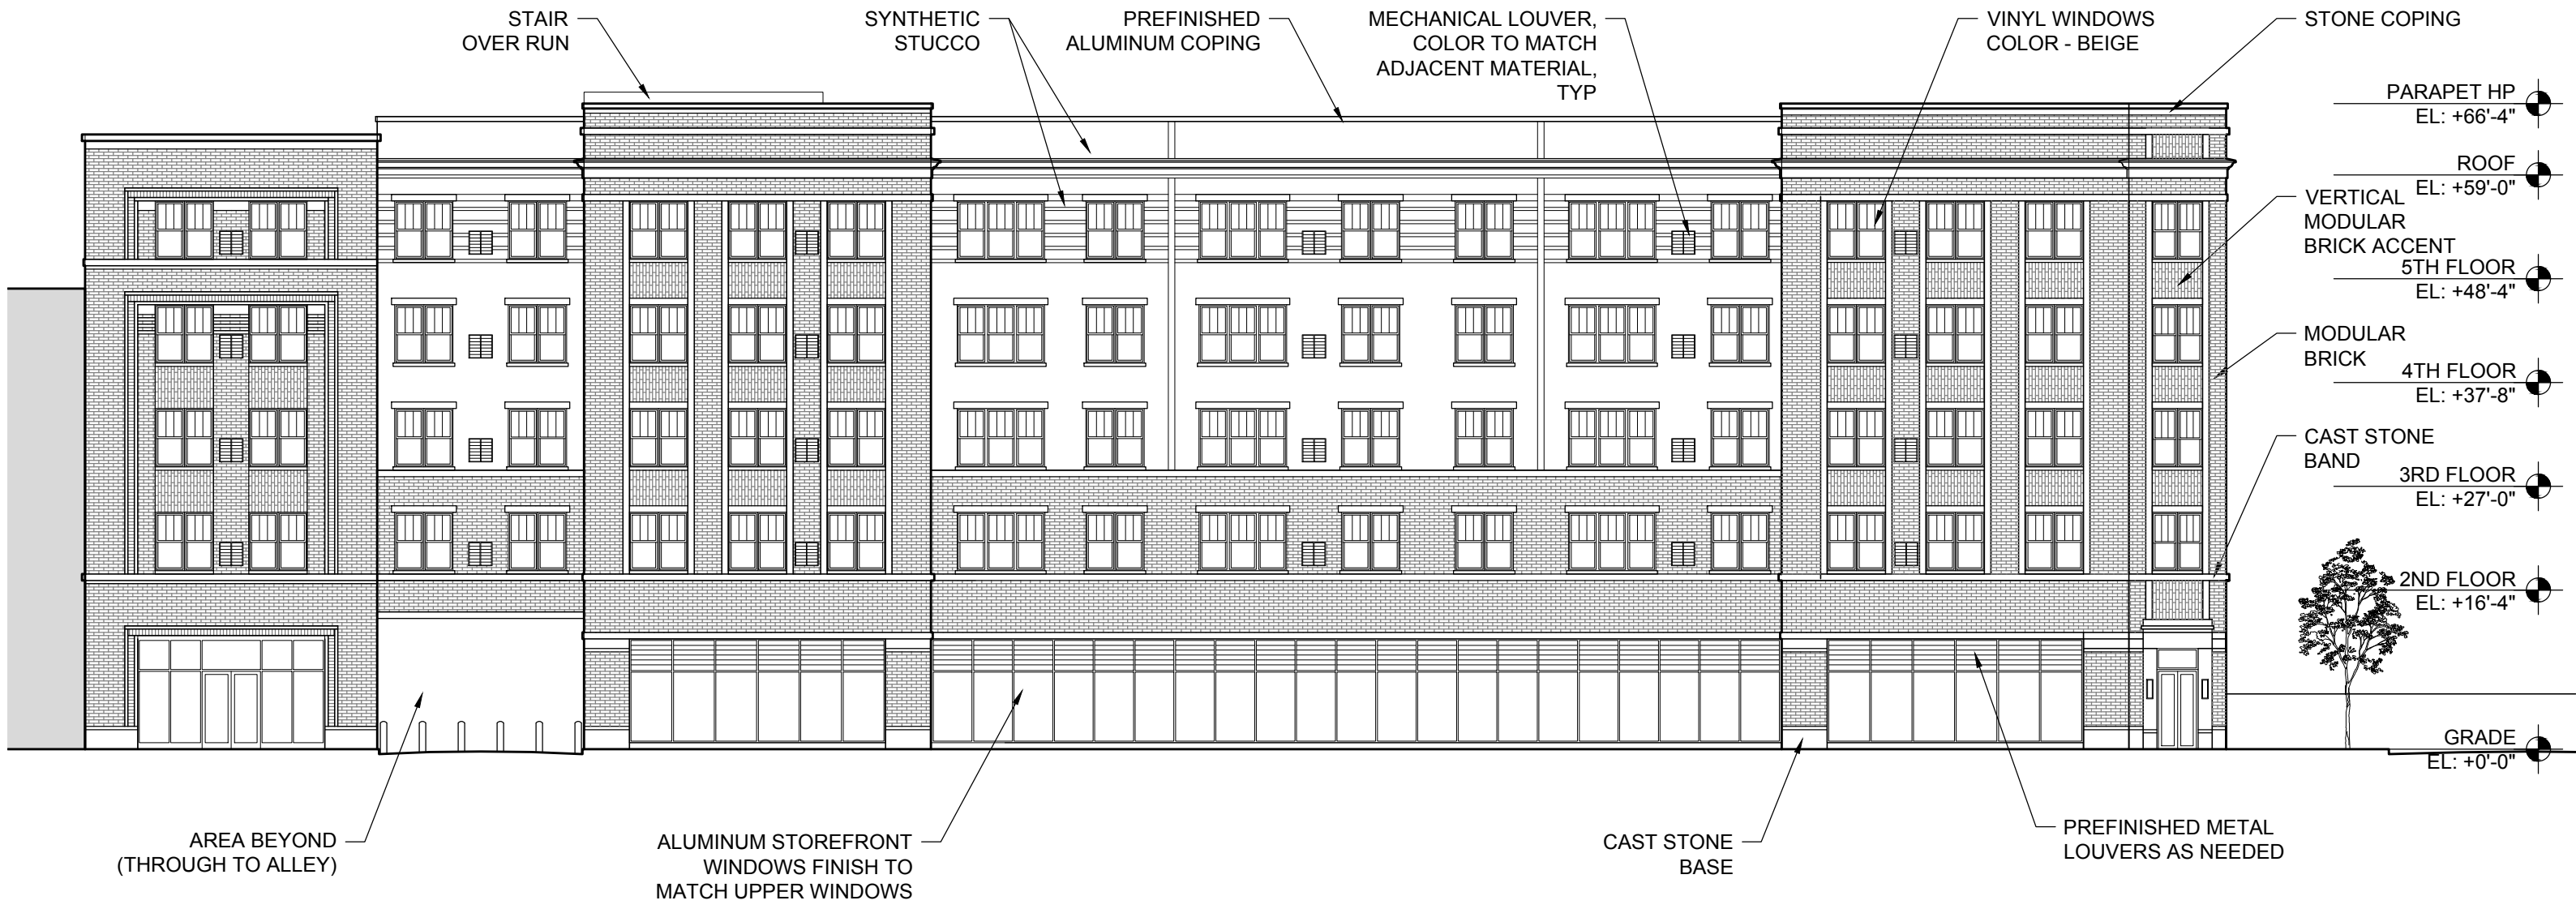 STAIR
OVER RUN
SYNTHETIC
STUCCO
PREFINISHED
ALUMINUM COPING
MECHANICAL LOUVER,
COLOR TO MATCH
ADJACENT MATERIAL,
TYP
VINYL WINDOWS
COLOR - BEIGE
STONE COPING
PARAPET HP
EL: +66'-4"
ROOF
EL: +59'-0"
VERTICAL
MODULAR
BRICK ACCENT
5TH FLOOR
EL: +48'-4"
MODULAR
BRICK
4TH FLOOR
EL: +37'-8"
CAST STONE
BAND
3RD FLOOR
EL: +27'-0"
2ND FLOOR
EL: +16'-4"
GRADE
EL: +0'-0"
AREA BEYOND
(THROUGH TO ALLEY)
ALUMINUM STOREFRONT
WINDOWS FINISH TO
MATCH UPPER WINDOWS
CAST STONE
BASE
PREFINISHED METAL
LOUVERS AS NEEDED